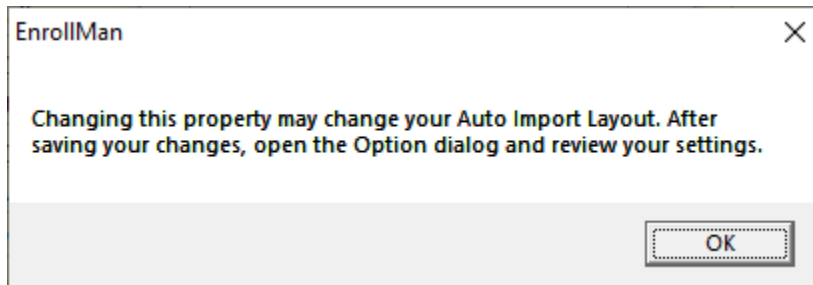 EnrollMan
Changing this property may change your Auto Import Layout. After
saving your changes, open the Option dialog and review your settings.
OK